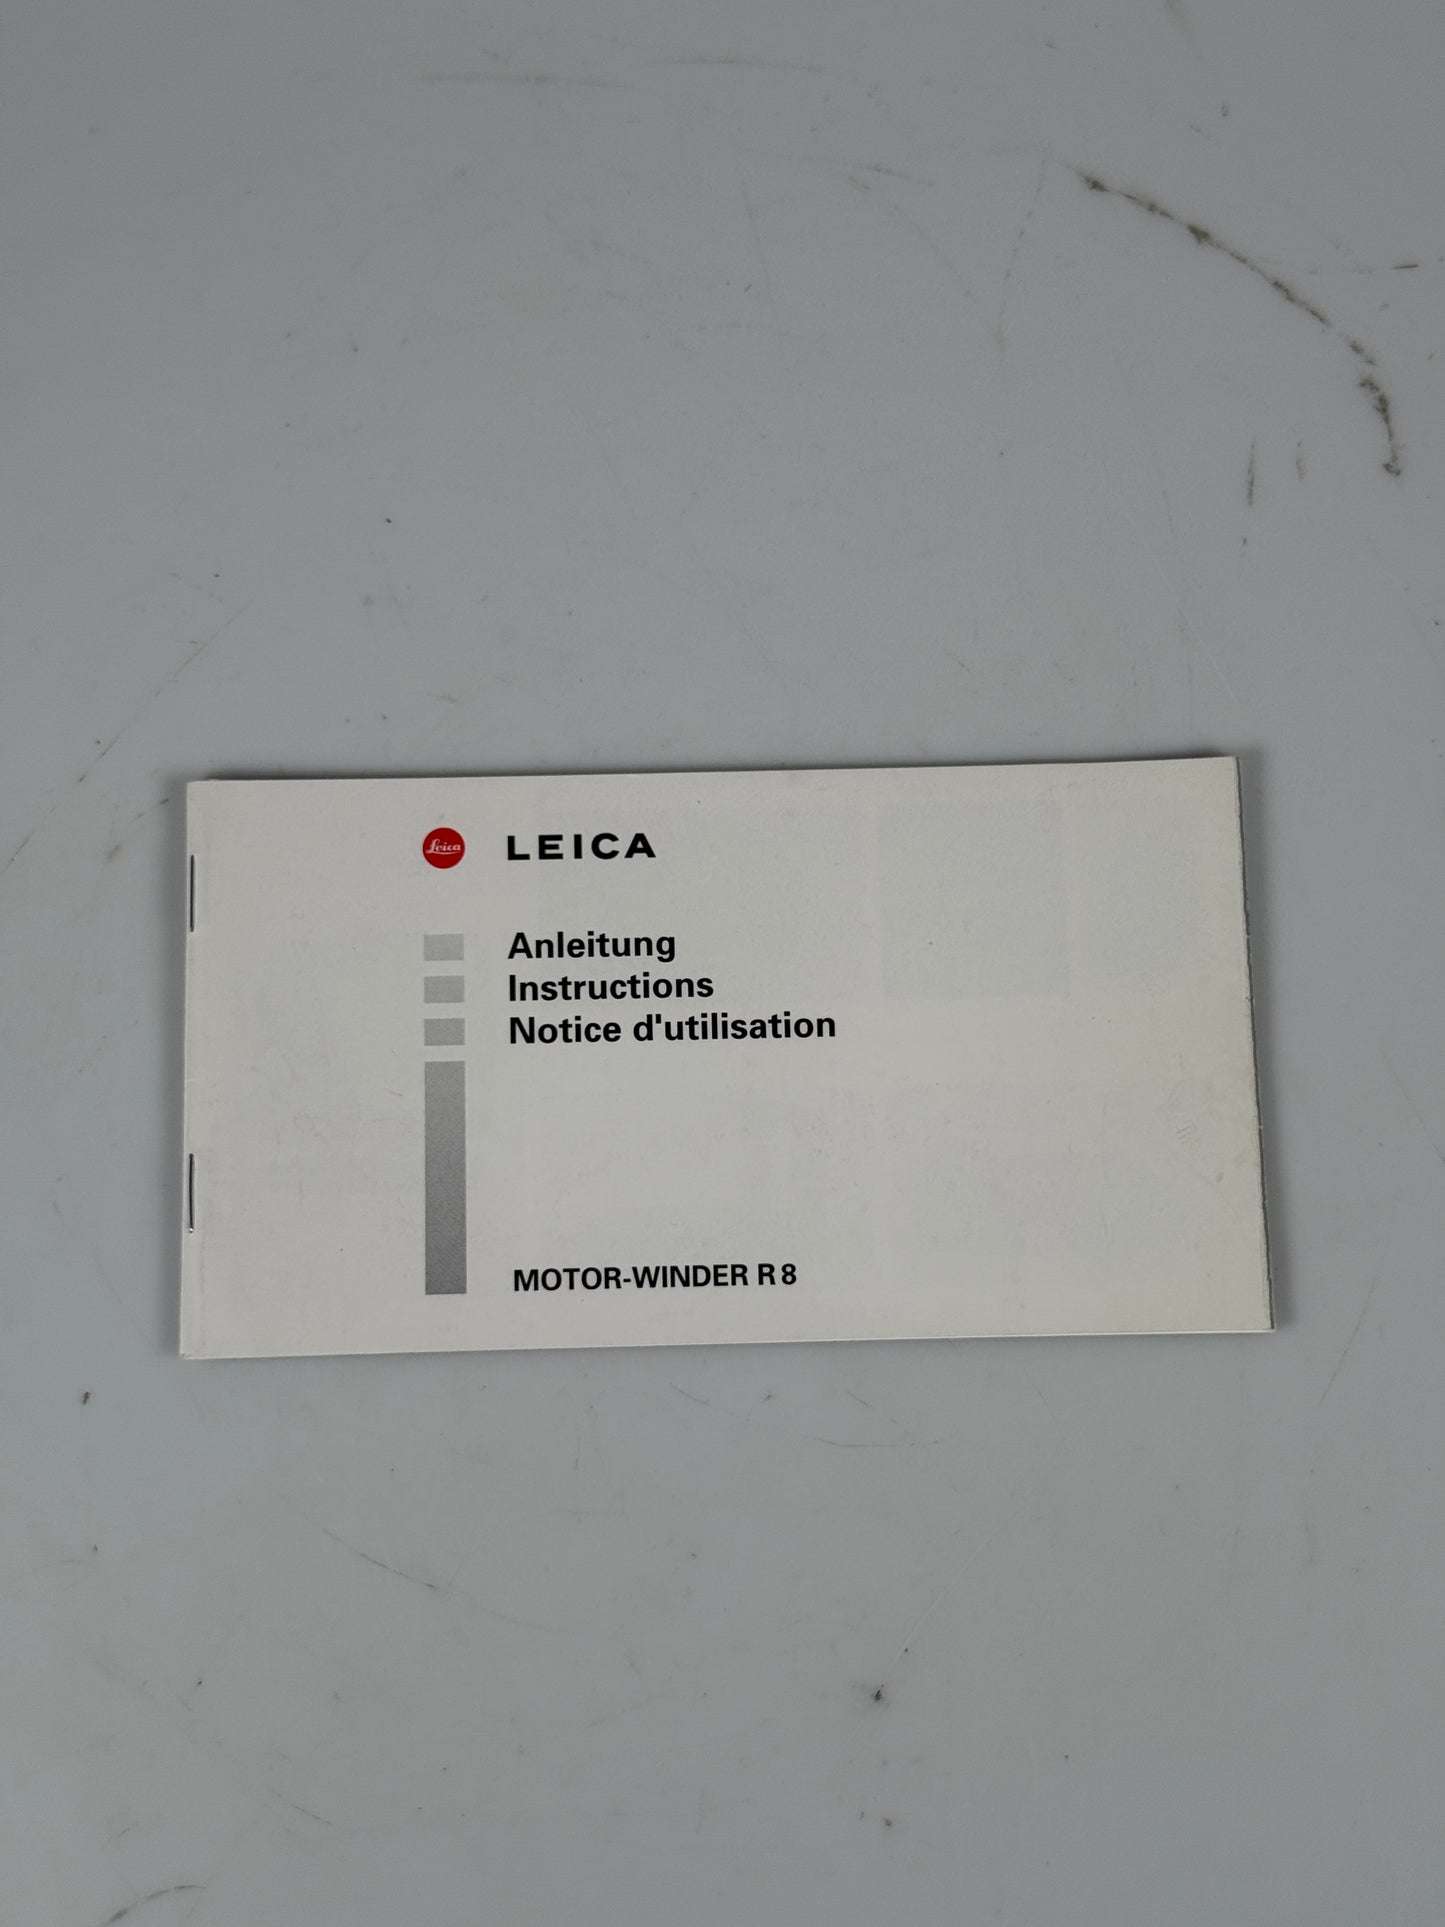 Leica LEICA
Anleitung
Instructions
Notice d'utilisation
MOTOR-WINDER R8